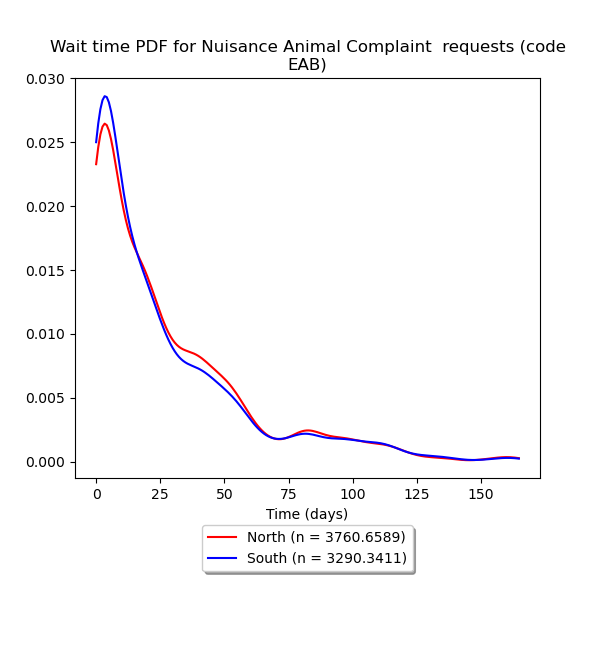 Wait time PDF for Nuisance Animal Complaint  requests (code
EAB)
0.030
0.025
0.020
0.015
0.010
0.005
0.000
0 25 50 75 100 125 150
Time (days)
North (n = 3760.6589)
South (n = 3290.3411)